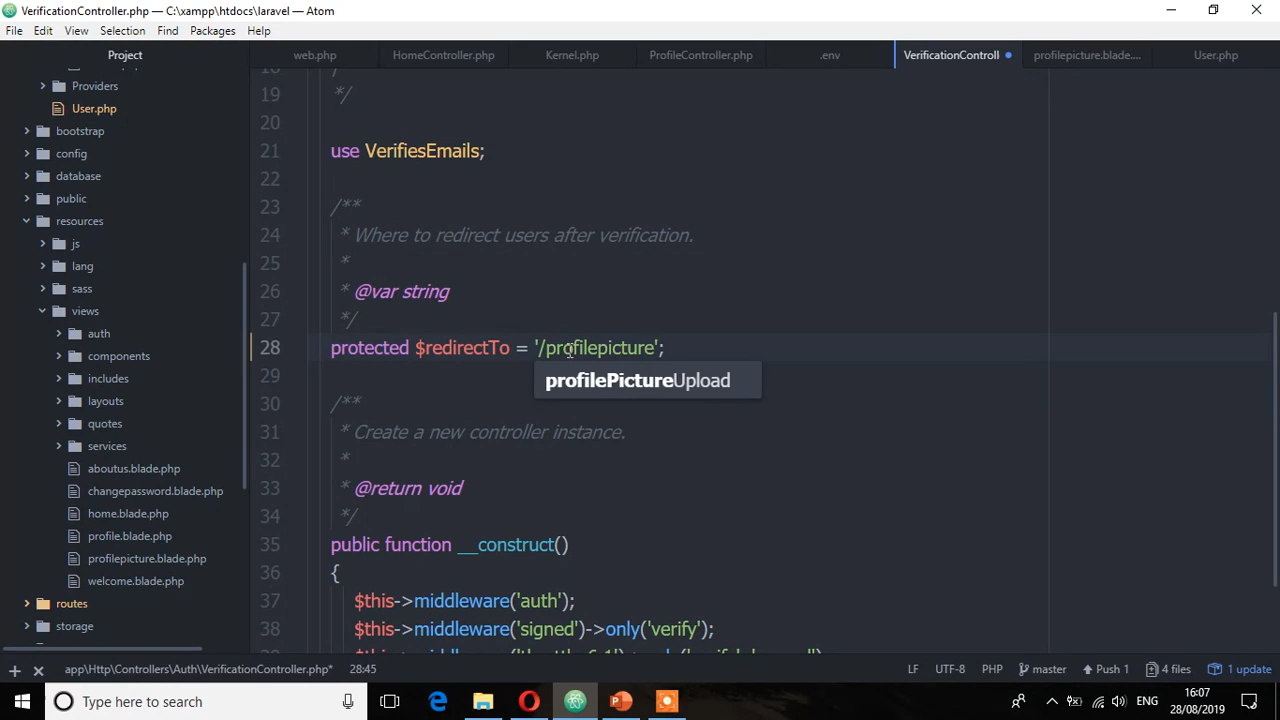 VerificationController.php — C:\xampp\htdocs\laravel — Atom
File Edit View Selection Find Packages Help
Project
web.php HomeController.php Kernel.php ProfileController.php .env VerificationControll profilepicture.blade.... User.php
Providers
User.php
bootstrap
config
database
public
resources
js
lang
sass
views
auth
components
includes
layouts
quotes
services
aboutus.blade.php
changepassword.blade.php
home.blade.php
profile.blade.php
profilepicture.blade.php
welcome.blade.php
routes
storage
19 */
20
21 use VerifiesEmails;
22
23 /**
24 * Where to redirect users after verification.
25 *
26 * @var string
27 */
28 protected $redirectTo = '/profilepicture';
profilePictureUpload
29
30 /**
31 * Create a new controller instance.
32 *
33 * @return void
34 */
35 public function __construct()
36 {
37 $this->middleware('auth');
38 $this->middleware('signed')->only('verify');
app\Http\Controllers\Auth\VerificationController.php* 28:45 LF UTF-8 PHP master Push 1 4 files 1 update
Type here to search ENG 16:07 28/08/2019